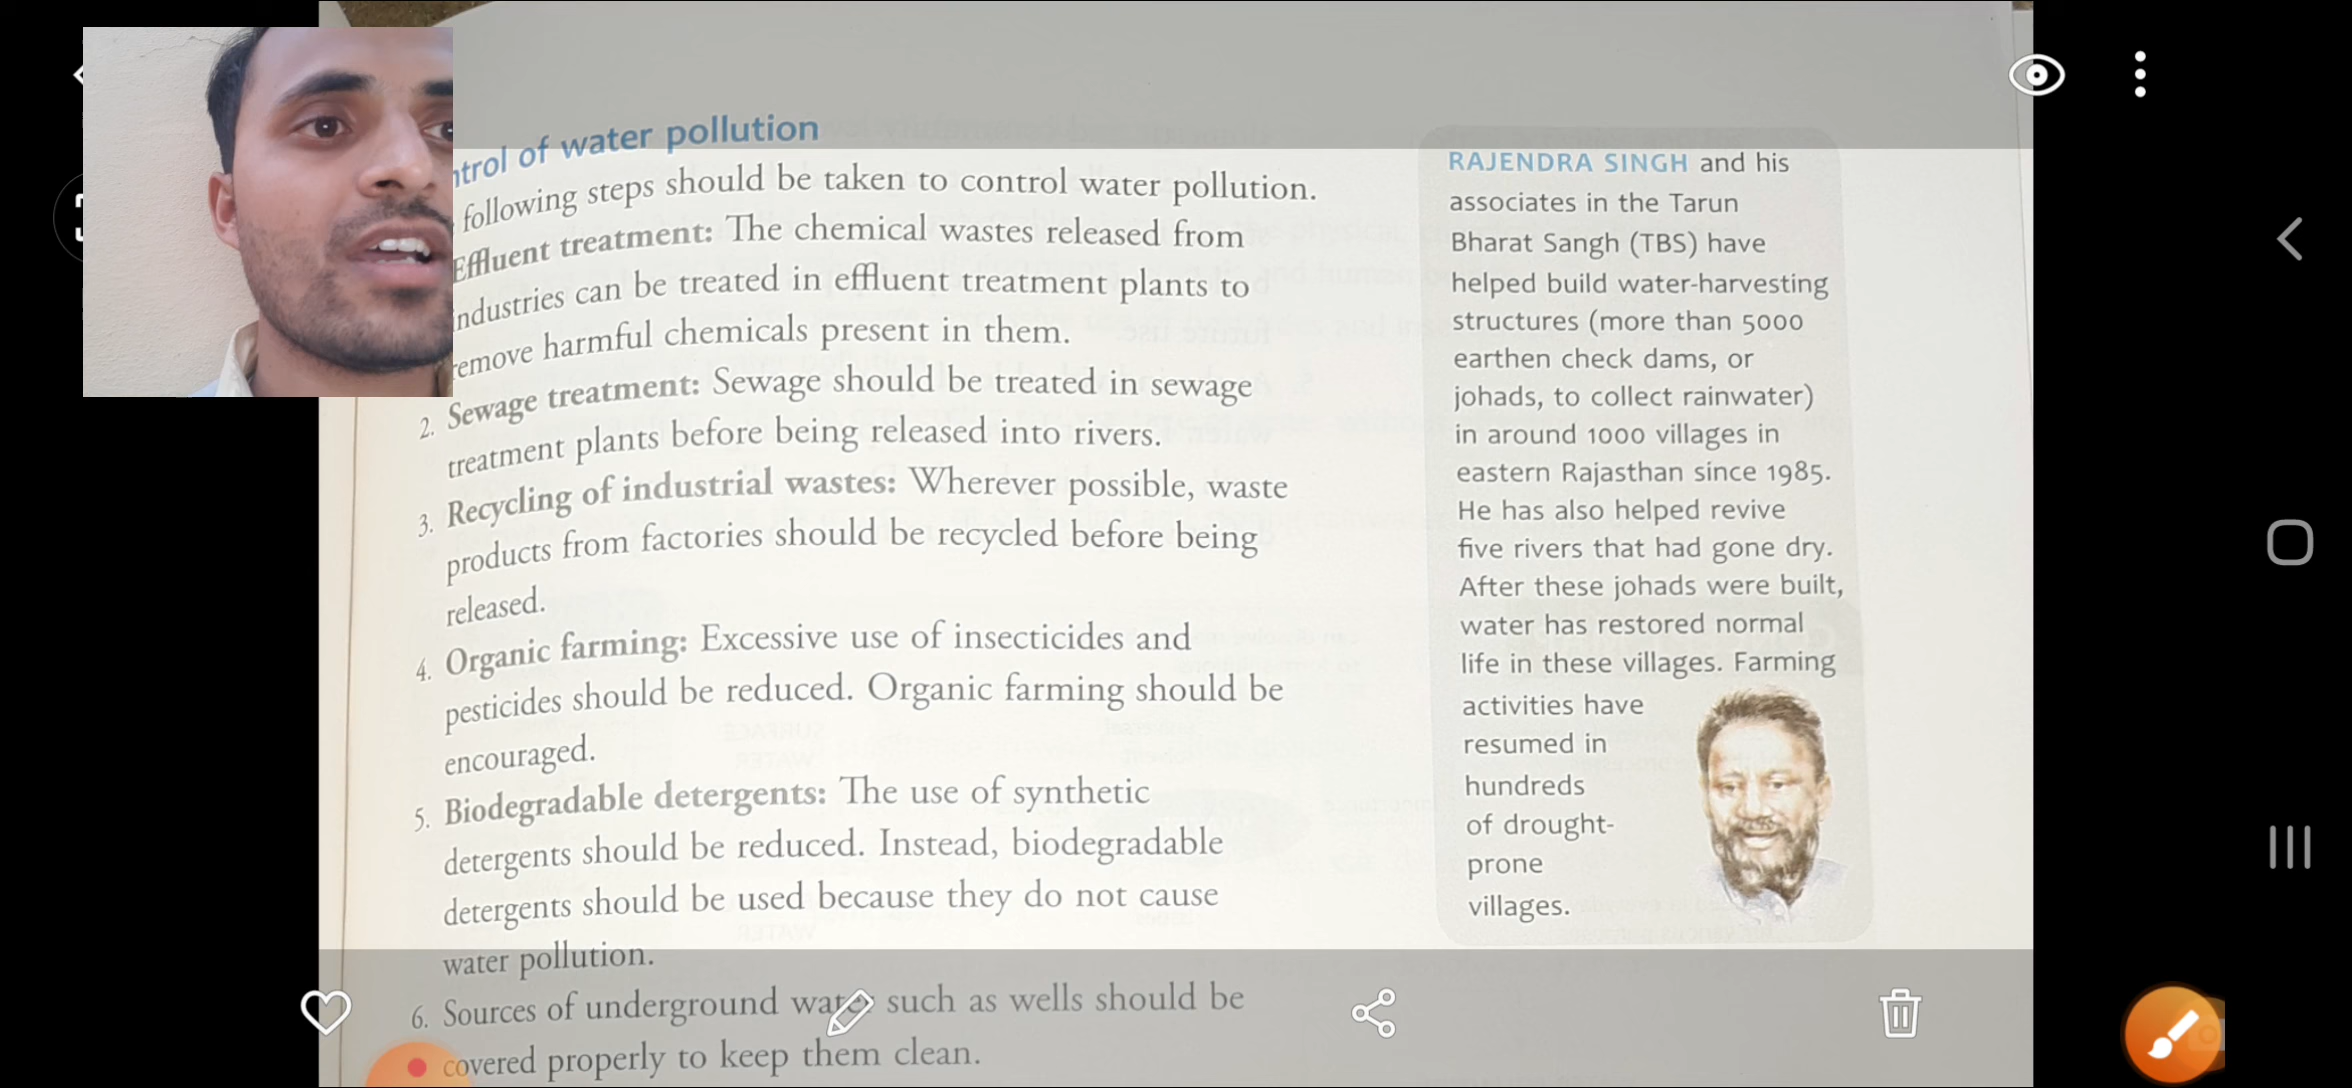 ntrol of water pollution
following steps should be taken to control water pollution.
Effluent treatment: The chemical wastes released from
industries can be treated in effluent treatment plants to
remove harmful chemicals present in them.
2. Sewage treatment: Sewage should be treated in sewage
treatment plants before being released into rivers.
3. Recycling of industrial wastes: Wherever possible, waste
products from factories should be recycled before being
released.
4. Organic farming: Excessive use of insecticides and
pesticides should be reduced. Organic farming should be
encouraged.
5. Biodegradable detergents: The use of synthetic
detergents should be reduced. Instead, biodegradable
detergents should be used because they do not cause
water pollution.
6. Sources of underground water such as wells should be
covered properly to keep them clean.
RAJENDRA SINGH and his
associates in the Tarun
Bharat Sangh (TBS) have
helped build water-harvesting
structures (more than 5000
earthen check dams, or
johads, to collect rainwater)
in around 1000 villages in
eastern Rajasthan since 1985.
He has also helped revive
five rivers that had gone dry.
After these johads were built,
water has restored normal
life in these villages. Farming
activities have
resumed in
hundreds
of drought-
prone
villages.